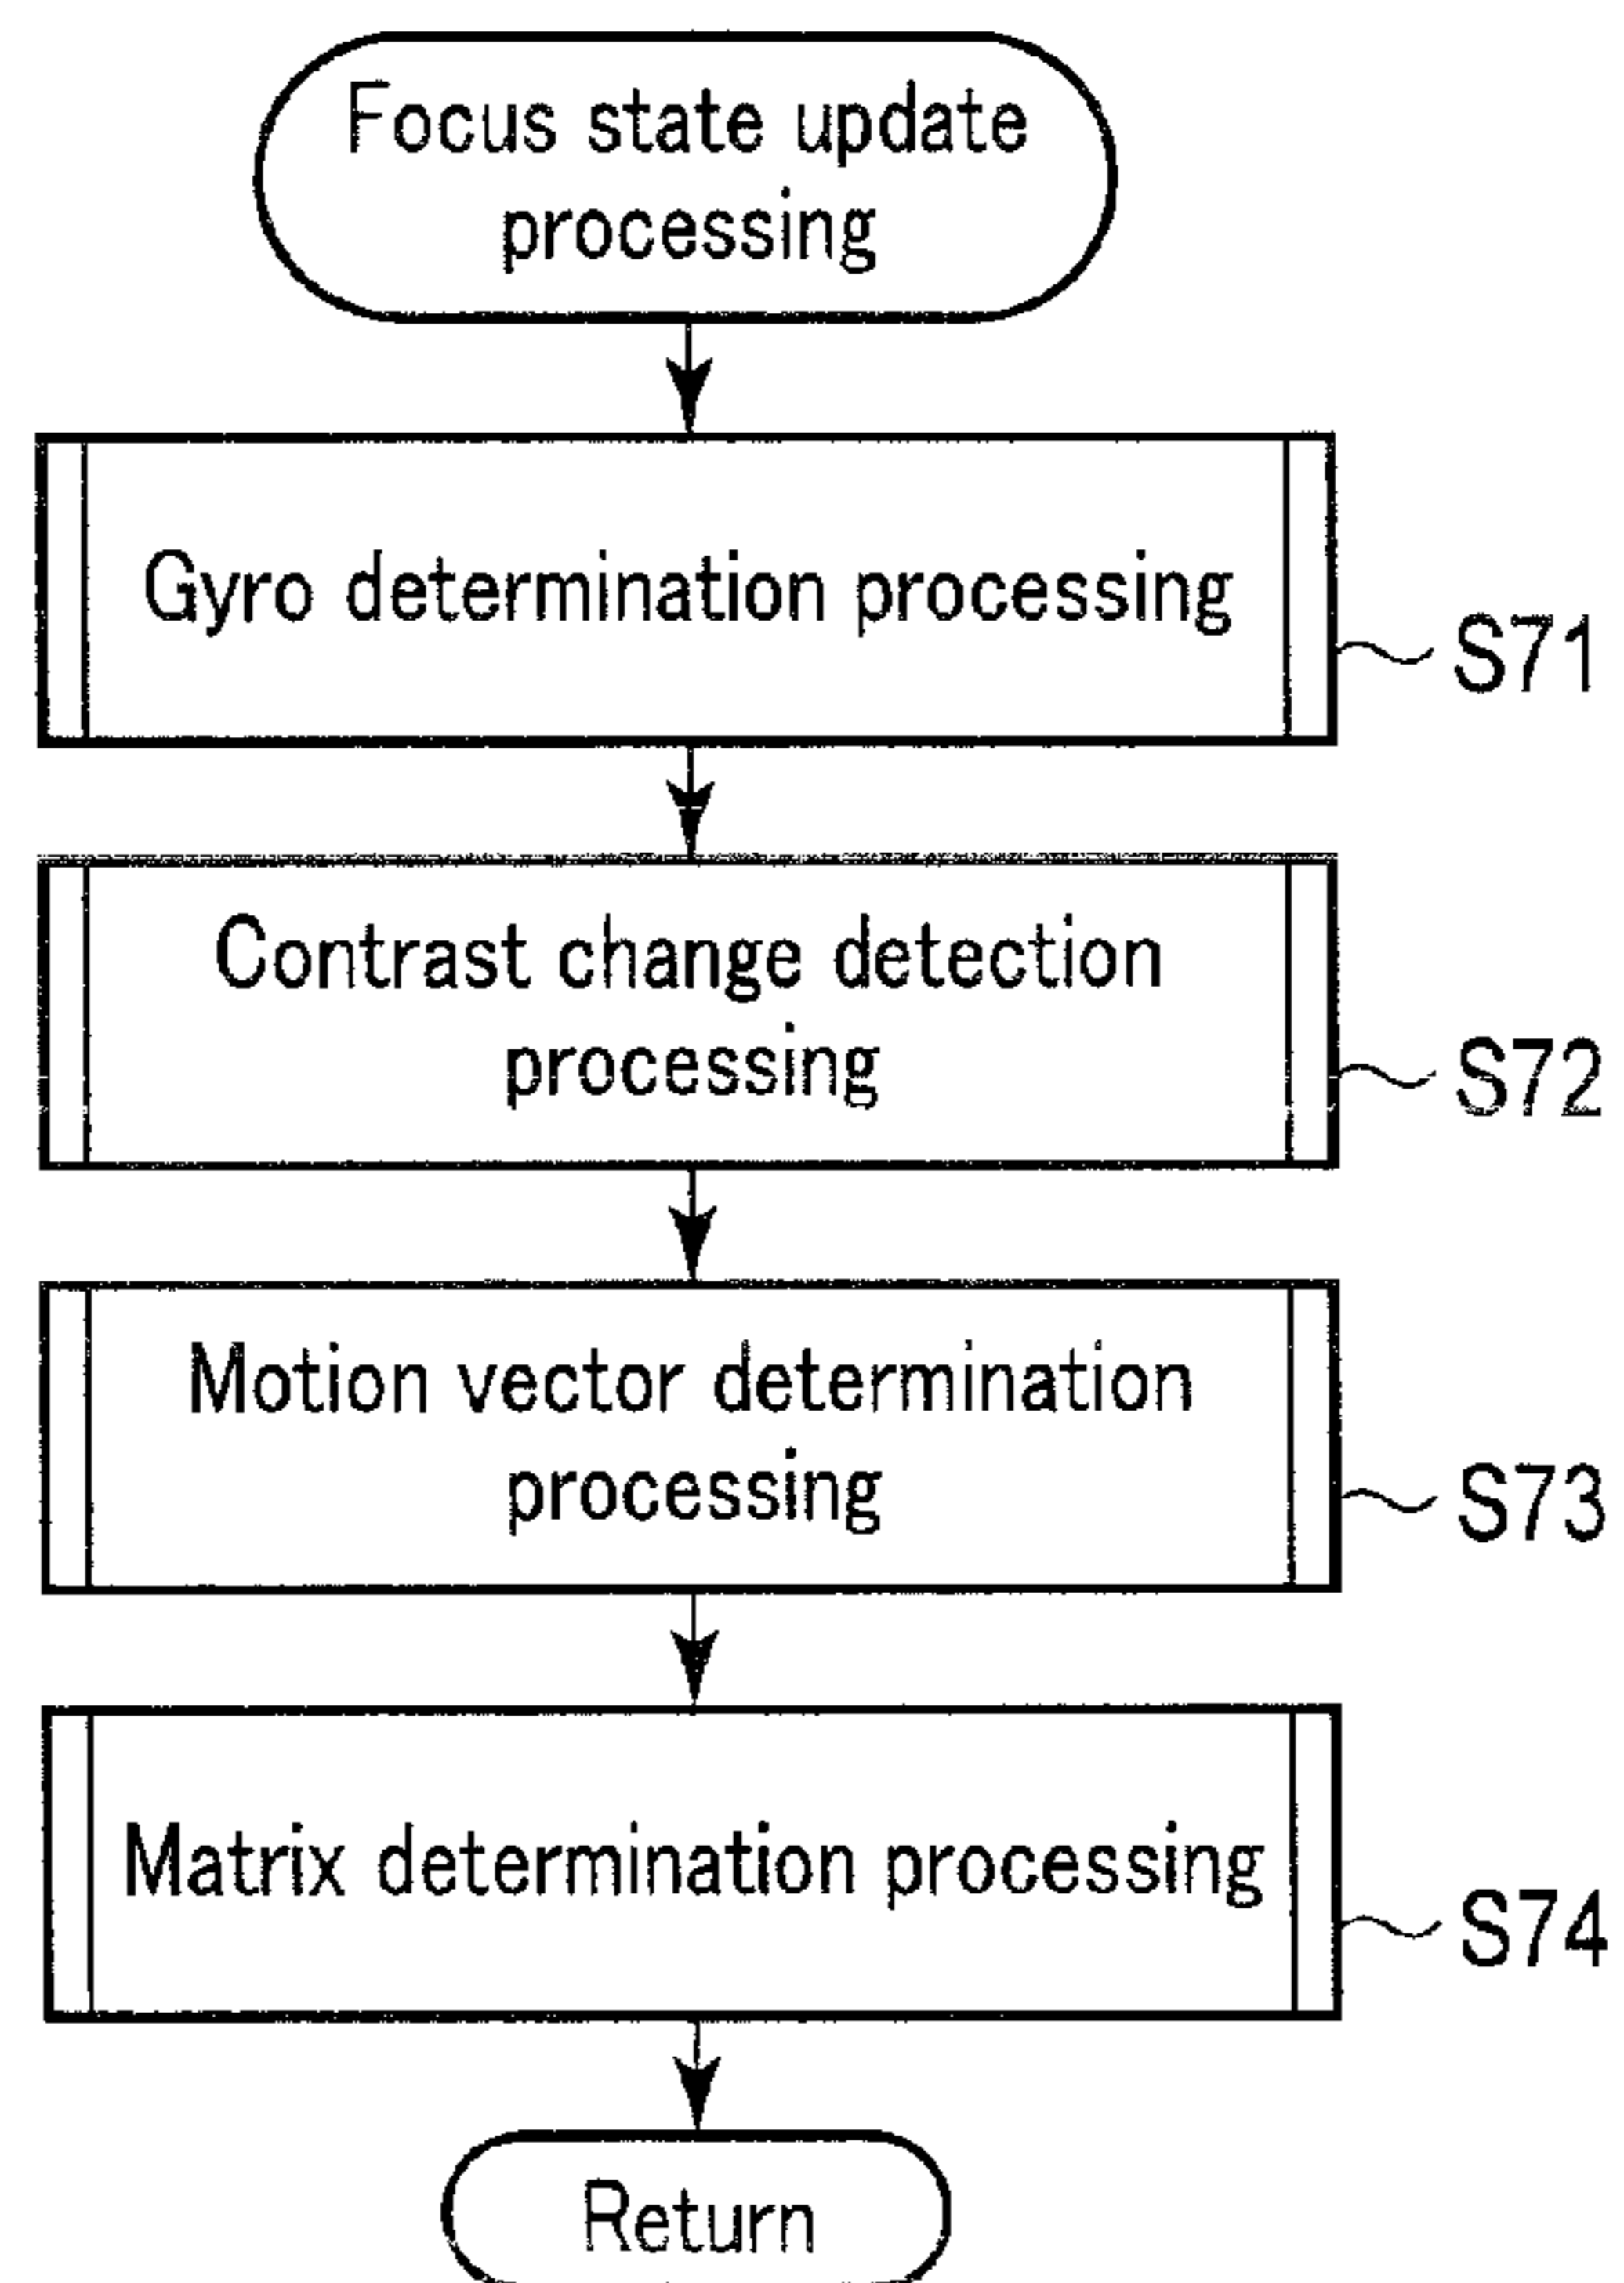 Focus state update
processing
Gyro determination processing
S71
Contrast change detection
processing
S72
Motion vector determination
processing
S73
Matrix determination processing
S74
Return